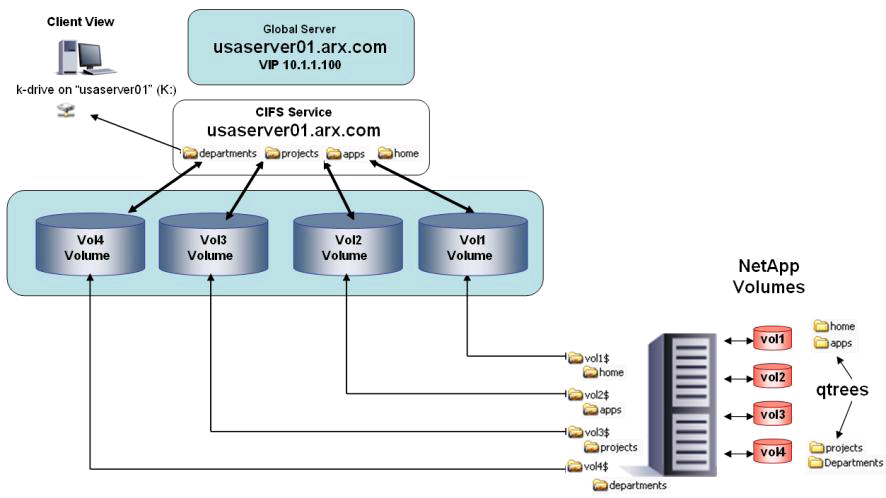 Client View
k-drive on "usaserver01" (K:)
Global Server
usaserver01.arx.com
VIP 10.1.1.100
CIFS Service
usaserver01.arx.com
departments projects apps home
Vol4
Volume
Vol3
Volume
Vol2
Volume
Vol1
Volume
NetApp
Volumes
vol1$
home
vol2$
apps
vol3$
projects
vol4$
departments
vol1
vol2
vol3
vol4
home
apps
qtrees
projects
Departments